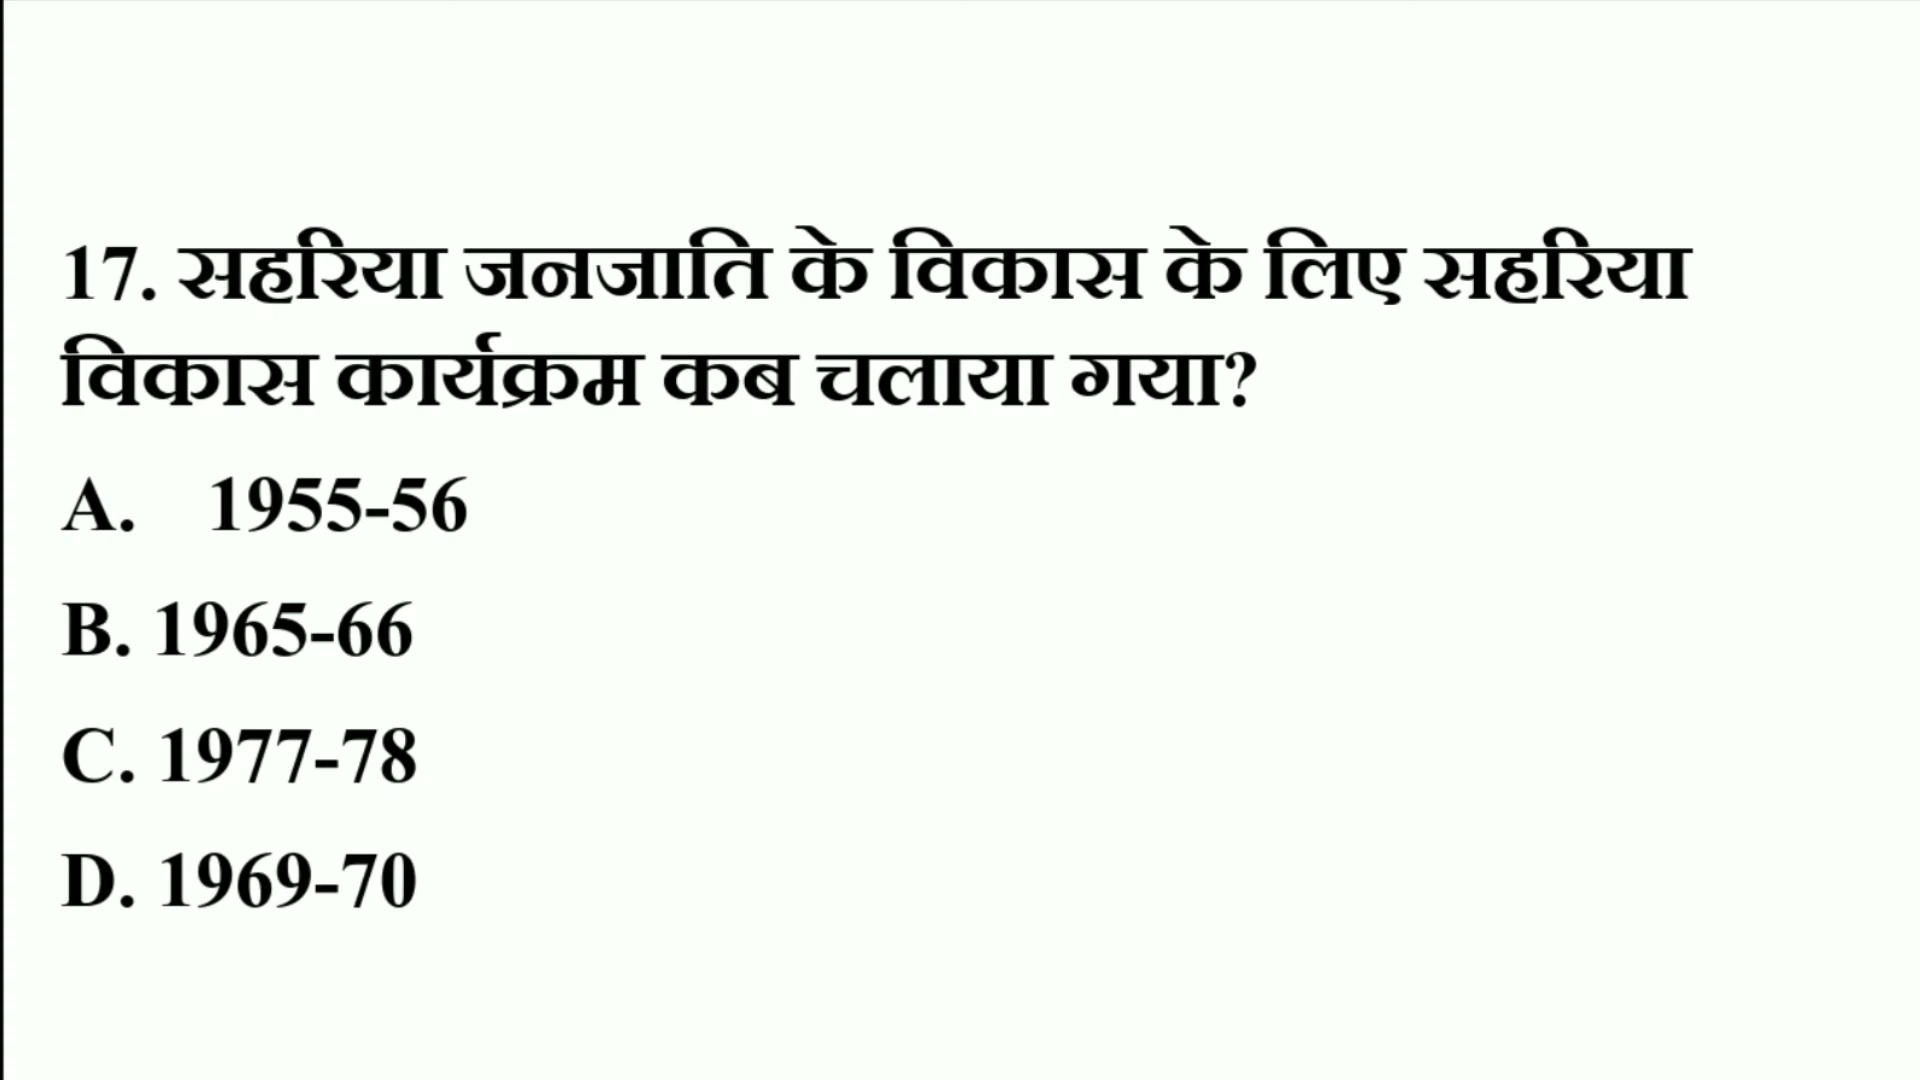 17. सहरिया जनजाति के विकास के लिए सहरिया
विकास कार्यक्रम कब चलाया गया?
A. 1955-56
B. 1965-66
C. 1977-78
D. 1969-70